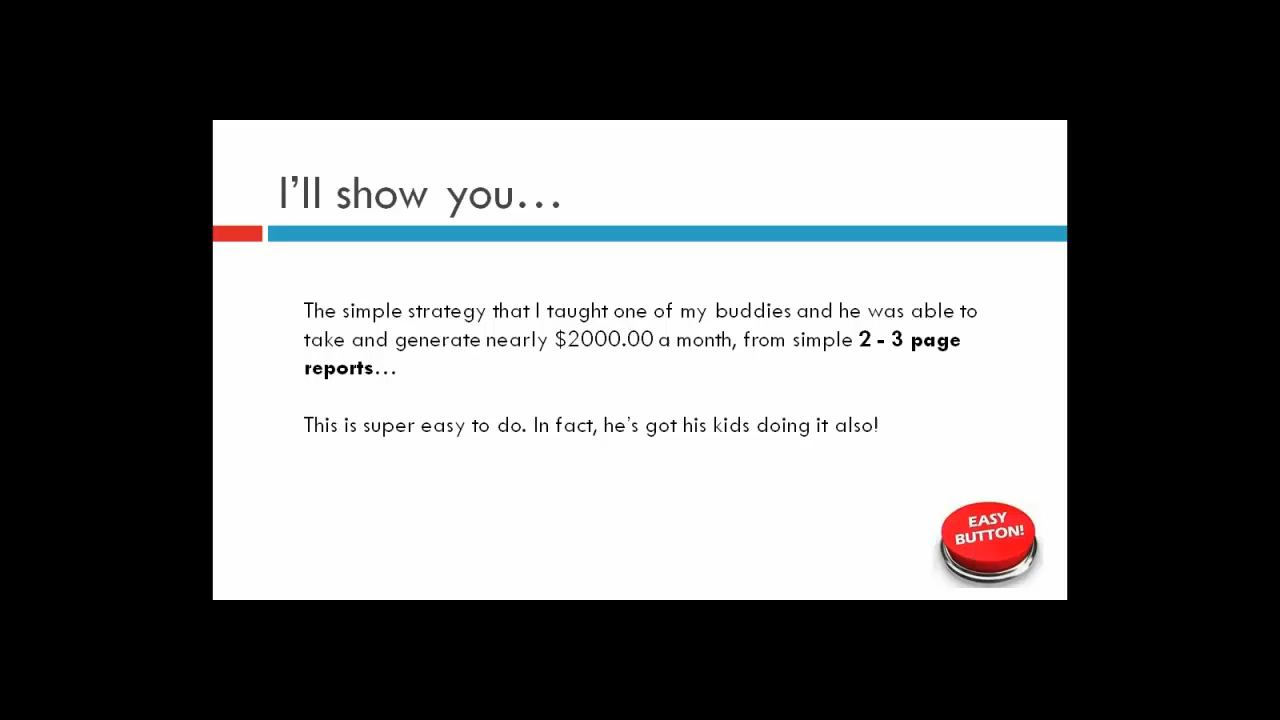 I’ll show you...
The simple strategy that I taught one of my buddies and he was able to
take and generate nearly $2000.00 a month, from simple 2 - 3 page
reports...
This is super easy to do. In fact, he’s got his kids doing it also!
EASY
BUTTON!